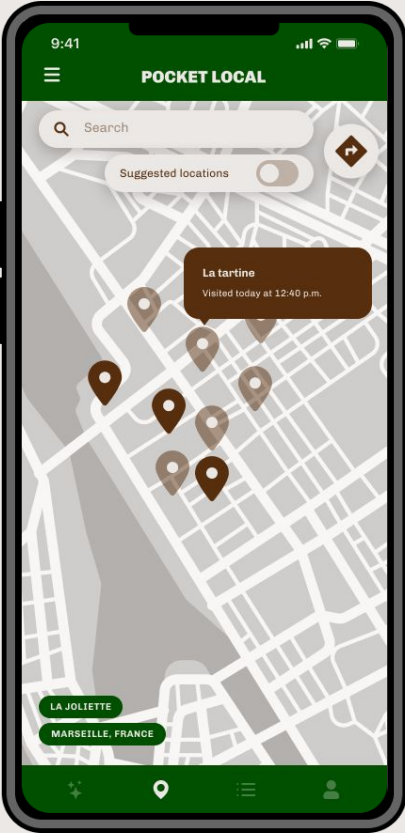 9:41
POCKET LOCAL
Search
Suggested locations
La tartine
Visited today at 12:40 p.m.
LA JOLIETTE
MARSEILLE, FRANCE